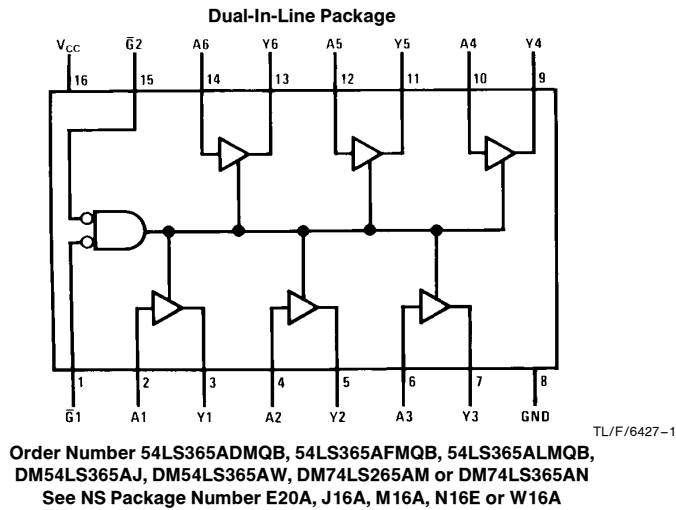 Dual-In-Line Package
VCC G̅2 A6 Y6 A5 Y5 A4 Y4
16 15 14 13 12 11 10 9
1 2 3 4 5 6 7 8
G̅1 A1 Y1 A2 Y2 A3 Y3 GND
TL/F/6427–1
Order Number 54LS365ADMQB, 54LS365AFMQB, 54LS365ALMQB,
DM54LS365AJ, DM54LS365AW, DM74LS265AM or DM74LS365AN
See NS Package Number E20A, J16A, M16A, N16E or W16A